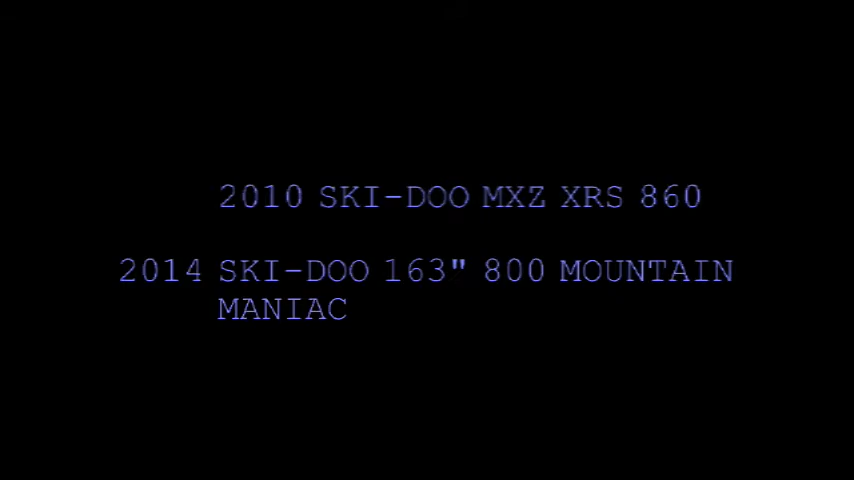 2010 SKI-DOO MXZ XRS 860
2014 SKI-DOO 163" 800 MOUNTAIN
MANIAC